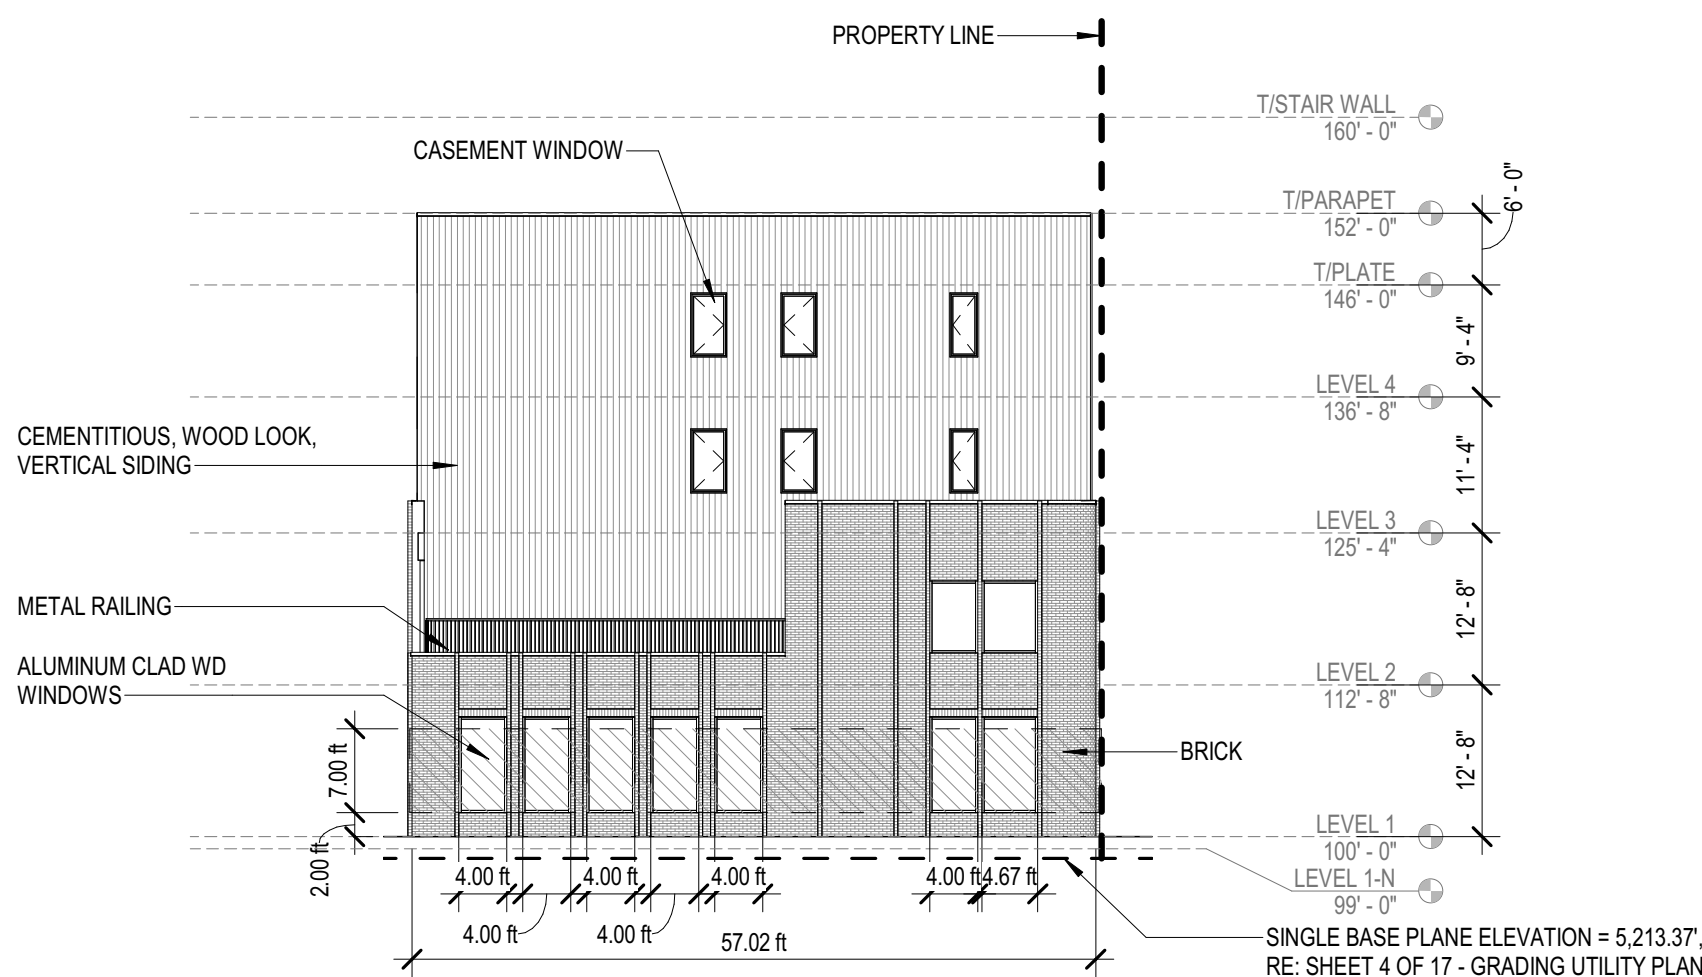 PROPERTY LINE
T/STAIR WALL
160' - 0"
CASEMENT WINDOW
6' - 0"
T/PARAPET
152' - 0"
T/PLATE
146' - 0"
9' - 4"
LEVEL 4
136' - 8"
CEMENTITIOUS, WOOD LOOK,
VERTICAL SIDING
11' - 4"
LEVEL 3
125' - 4"
METAL RAILING
12' - 8"
ALUMINUM CLAD WD
WINDOWS
LEVEL 2
112' - 8"
BRICK
7.00 ft
12' - 8"
LEVEL 1
100' - 0"
2.00 ft
4.00 ft
4.00 ft
4.00 ft
4.00 ft
4.67 ft
LEVEL 1-N
99' - 0"
4.00 ft
4.00 ft
57.02 ft
SINGLE BASE PLANE ELEVATION = 5,213.37',
RE: SHEET 4 OF 17 - GRADING UTILITY PLAN